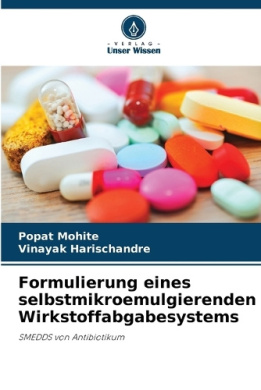 - VERLAG -
Unser Wissen
Popat Mohite
Vinayak Harischandre
Formulierung eines
selbstmikroemulgierenden
Wirkstoffabgabesystems
SMEDDS von Antibiotikum